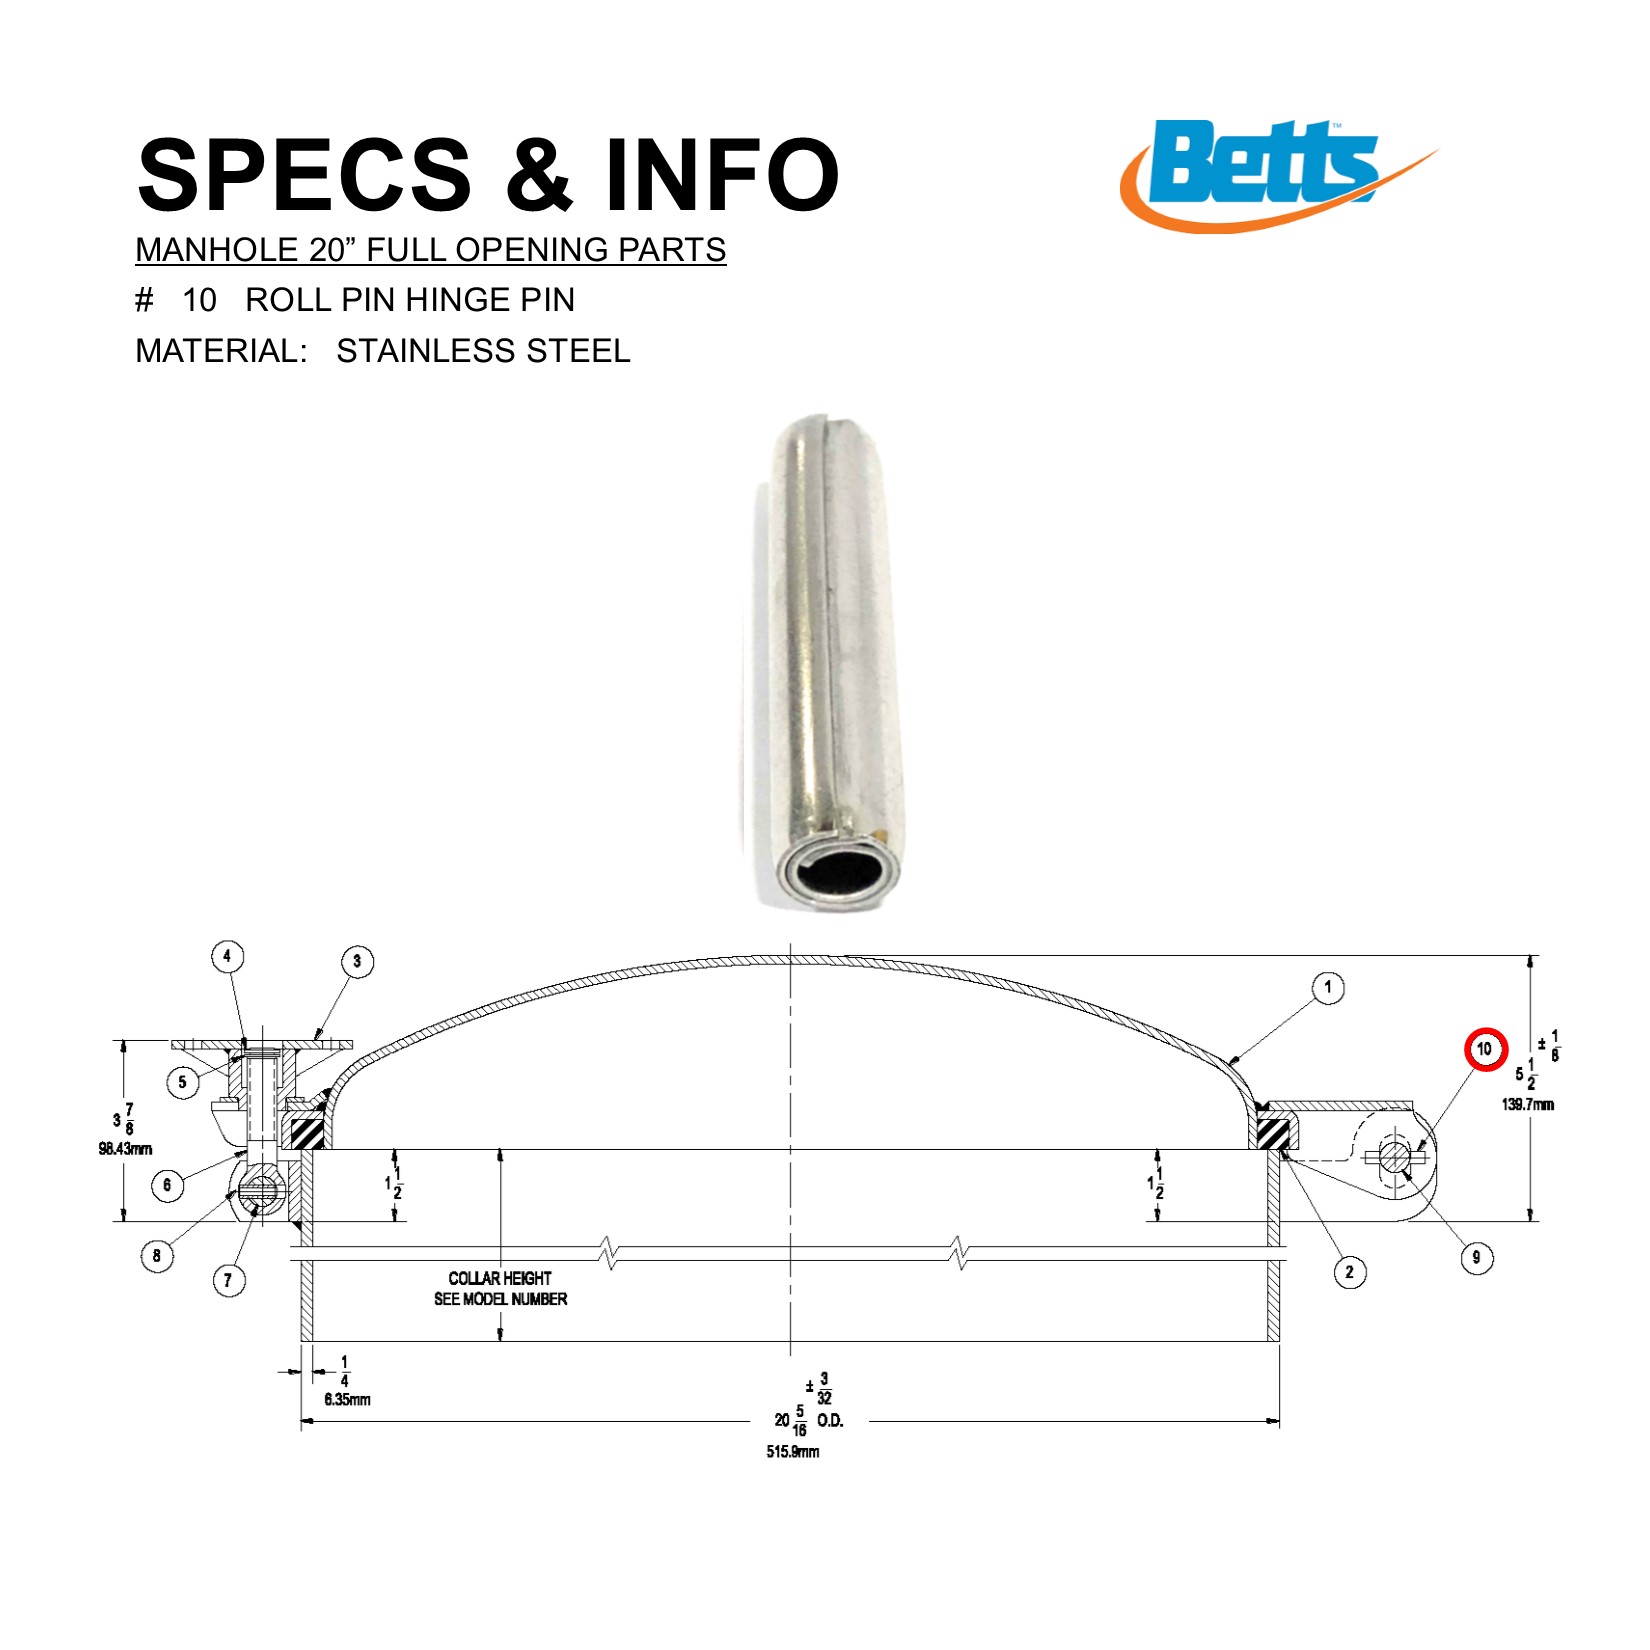 SPECS & INFO
Betts™
MANHOLE 20” FULL OPENING PARTS
# 10 ROLL PIN HINGE PIN
MATERIAL: STAINLESS STEEL
4
3
1
10
± 1/8
5 1/2
139.7mm
5
3 7/8
98.43mm
6
1 1/2
1 1/2
8
7
2
9
COLLAR HEIGHT
SEE MODEL NUMBER
1/4
6.35mm
± 3/32
20 5/16 O.D.
515.9mm